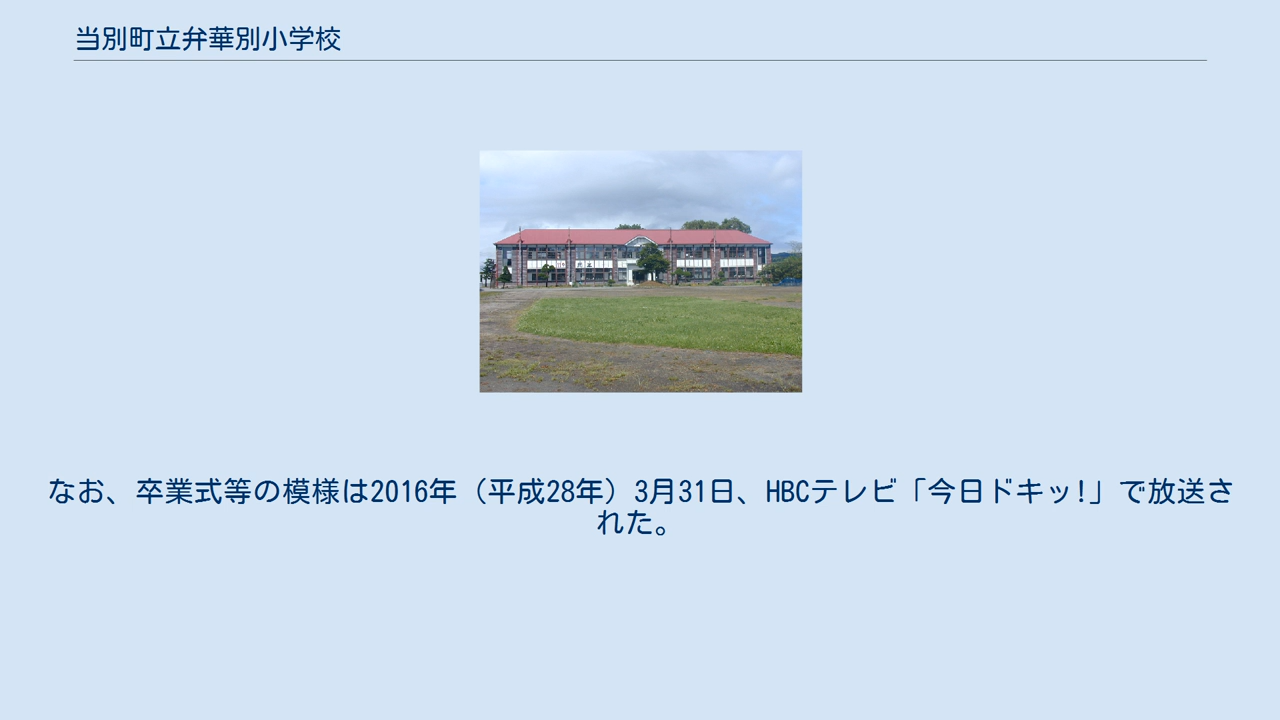 当別町立弁華別小学校
なお、卒業式等の模様は2016年（平成28年）3月31日、HBCテレビ「今日ドキッ!」で放送さ
れた。